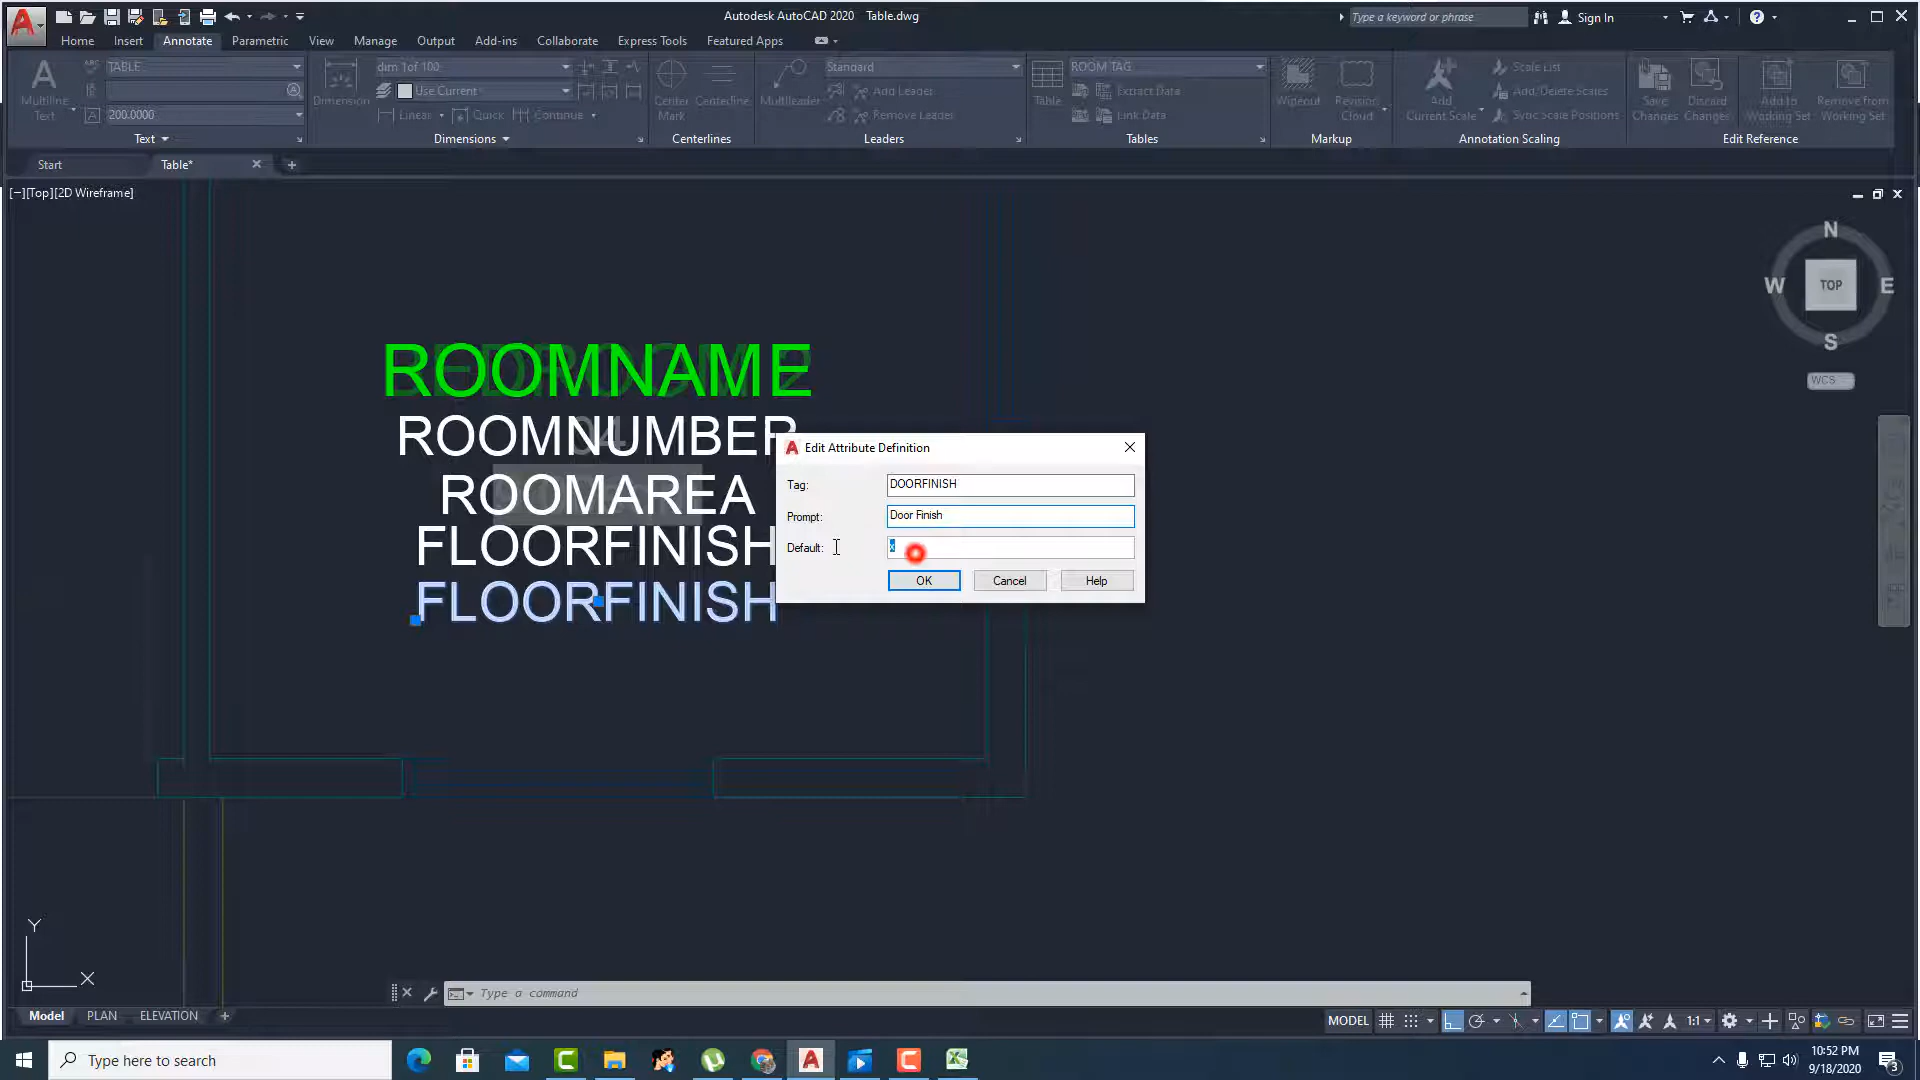 Autodesk AutoCAD 2020 Table.dwg
Type a keyword or phrase
Sign In
Home Insert Annotate Parametric View Manage Output Add-ins Collaborate Express Tools Featured Apps
A
Multiline
Text
TABLE
200.0000
Text
Dimension
dim 1of 100
Use Current
Linear Quick Continue
Dimensions
Center
Mark
Centerline
Centerlines
Multileader
Standard
Add Leader
Remove Leader
Leaders
Table
ROOM TAG
Extract Data
Link Data
Tables
Wipeout
Revision
Cloud
Markup
Add
Current Scale
Scale List
Add/Delete Scales
Sync Scale Positions
Annotation Scaling
Save
Changes
Discard
Changes
Add to
Working Set
Remove from
Working Set
Edit Reference
Start
Table*
[−][Top][2D Wireframe]
N
W TOP E
S
WCS
ROOMNAME
ROOMNUMBER
ROOMAREA
FLOORFINISH
FLOORFINISH
Edit Attribute Definition
Tag: DOORFINISH
Prompt: Door Finish
Default: x
OK Cancel Help
Y
X
Type a command
Model PLAN ELEVATION +
MODEL
1:1
Type here to search
10:52 PM
9/18/2020
3